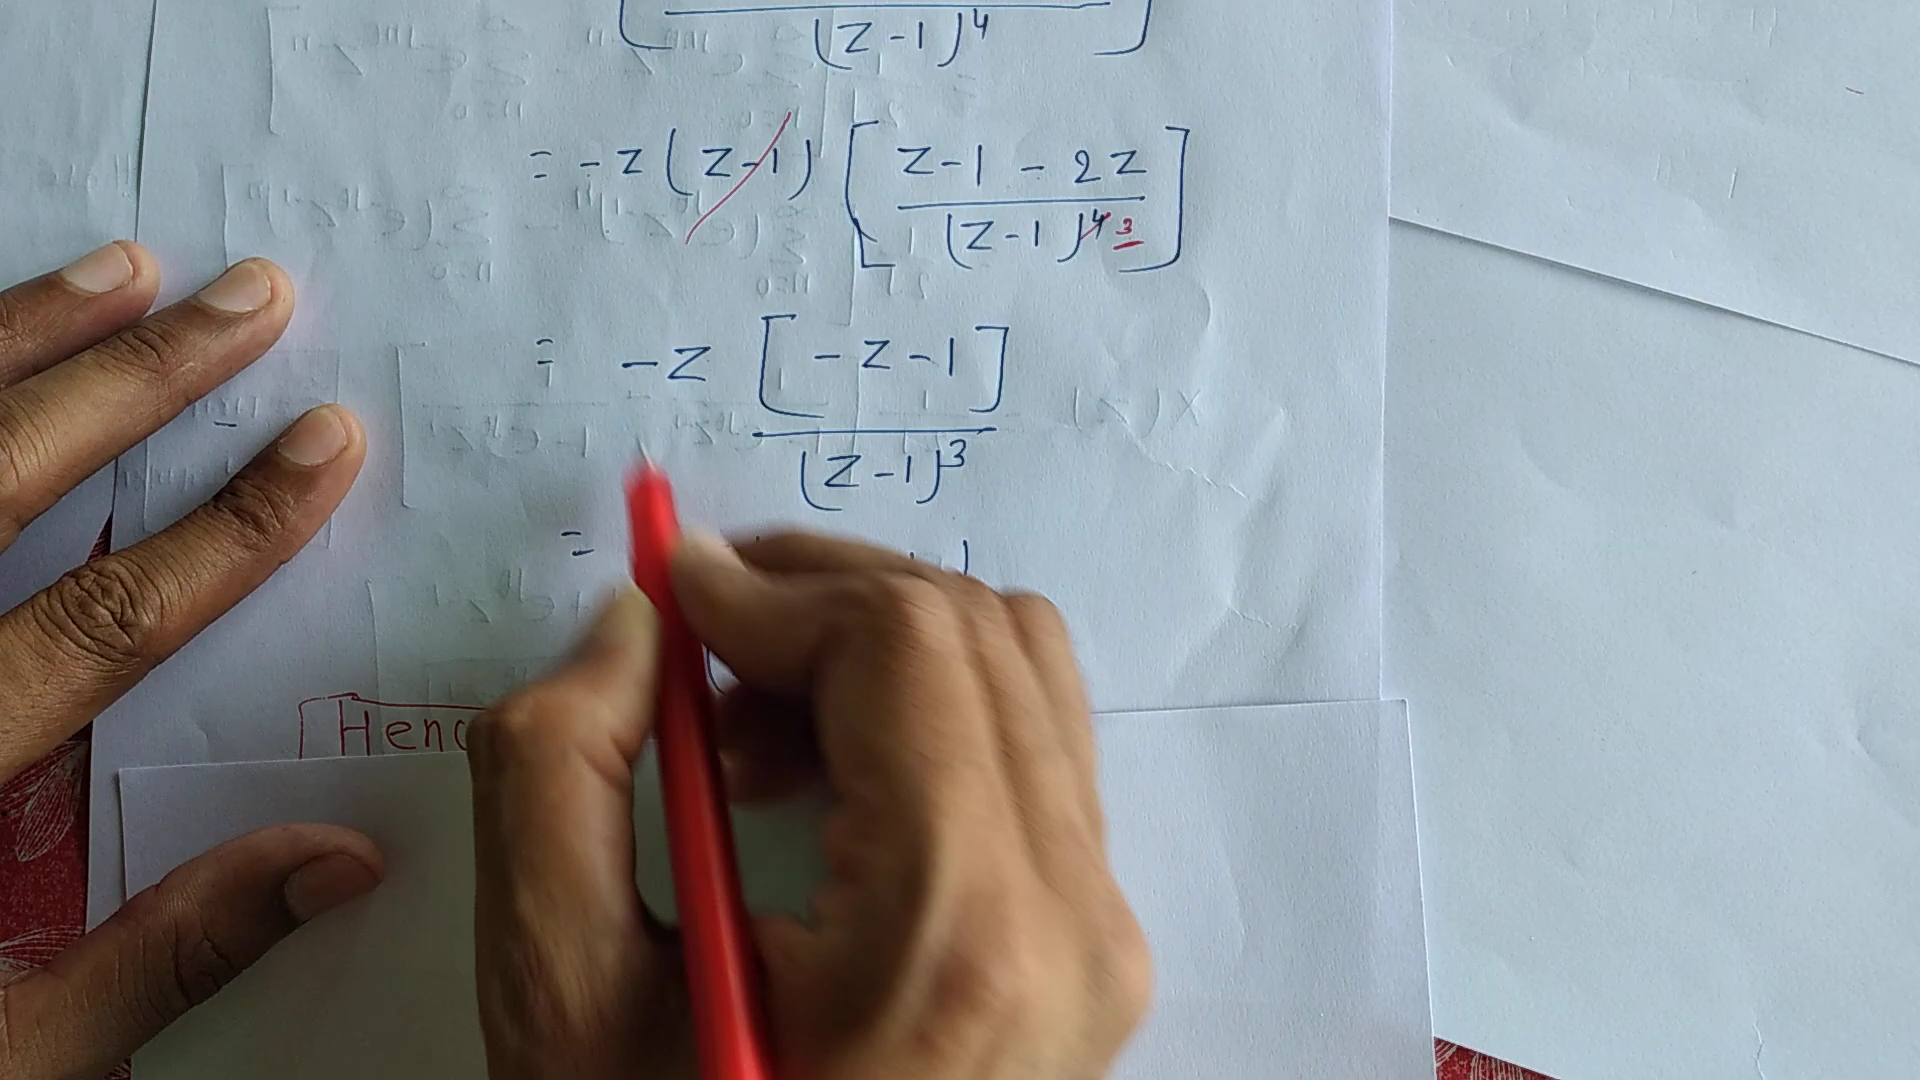 (z-1)^4
= -z(z-1) [ z-1 - 2z / (z-1)^4 3 ]
= -z [ -z-1 ] / (z-1)^3
=
Henc